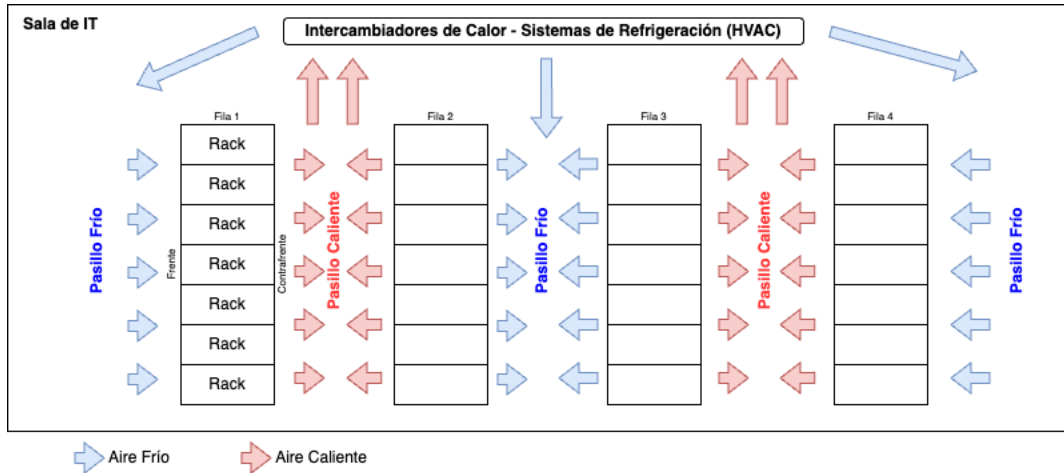 Sala de IT
Intercambiadores de Calor - Sistemas de Refrigeración (HVAC)
Fila 1
Fila 2
Fila 3
Fila 4
Pasillo Frío
Frente
Rack
Rack
Rack
Rack
Rack
Rack
Rack
Contrafrente
Pasillo Caliente
Pasillo Frío
Pasillo Caliente
Pasillo Frío
Aire Frío
Aire Caliente